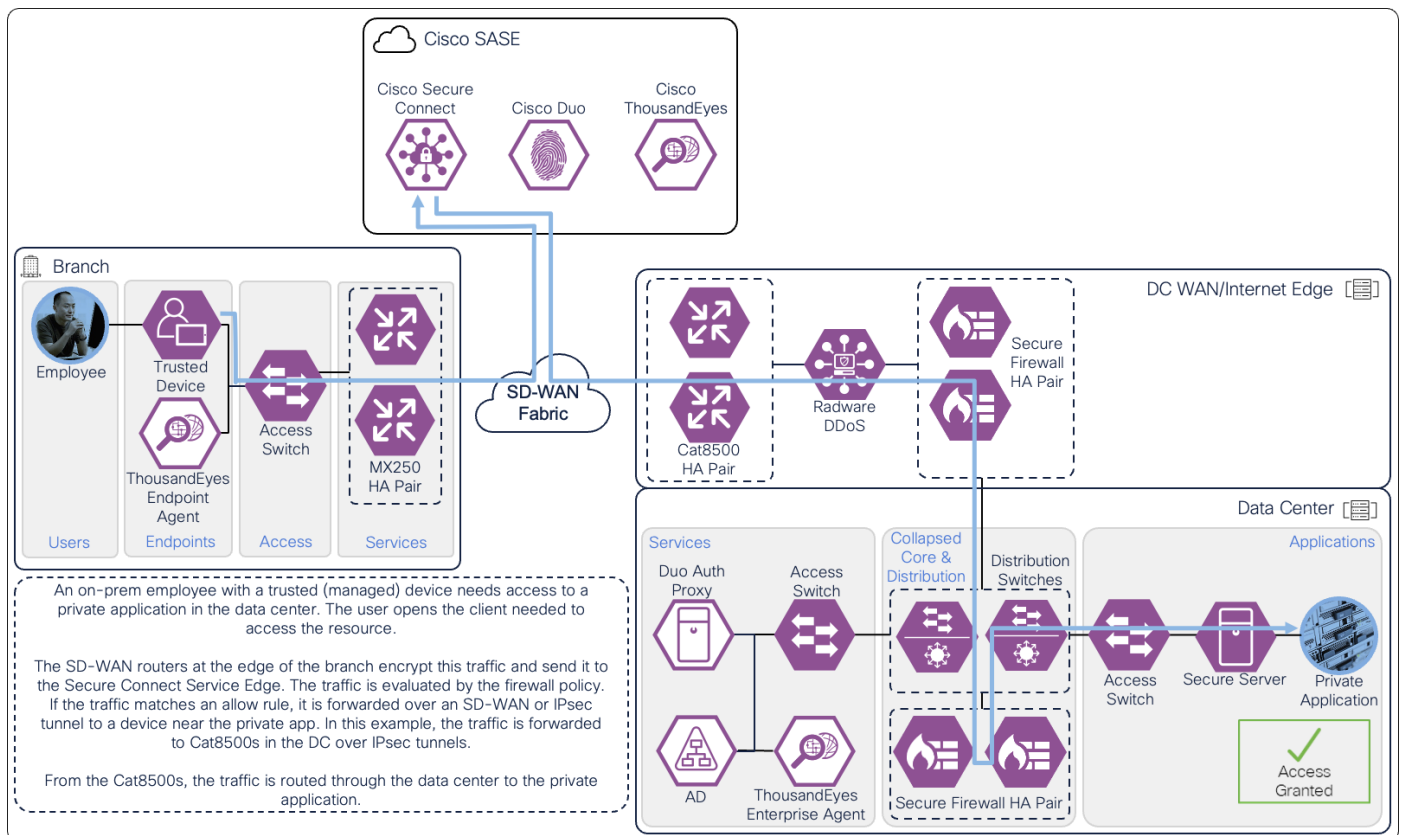 Cisco SASE
Cisco Secure
Connect
Cisco Duo
Cisco
ThousandEyes
Branch
Employee
Trusted
Device
ThousandEyes
Endpoint
Agent
Access
Switch
MX250
HA Pair
Users
Endpoints
Access
Services
SD-WAN
Fabric
DC WAN/Internet Edge
Cat8500
HA Pair
Radware
DDoS
Secure
Firewall
HA Pair
An on-prem employee with a trusted (managed) device needs access to a
private application in the data center. The user opens the client needed to
access the resource.
The SD-WAN routers at the edge of the branch encrypt this traffic and send it to
the Secure Connect Service Edge. The traffic is evaluated by the firewall policy.
If the traffic matches an allow rule, it is forwarded over an SD-WAN or IPsec
tunnel to a device near the private app. In this example, the traffic is forwarded
to Cat8500s in the DC over IPsec tunnels.
From the Cat8500s, the traffic is routed through the data center to the private
application.
Data Center
Services
Duo Auth
Proxy
Access
Switch
AD
ThousandEyes
Enterprise Agent
Collapsed
Core &
Distribution
Distribution
Switches
Secure Firewall HA Pair
Applications
Access
Switch
Secure Server
Private
Application
Access
Granted